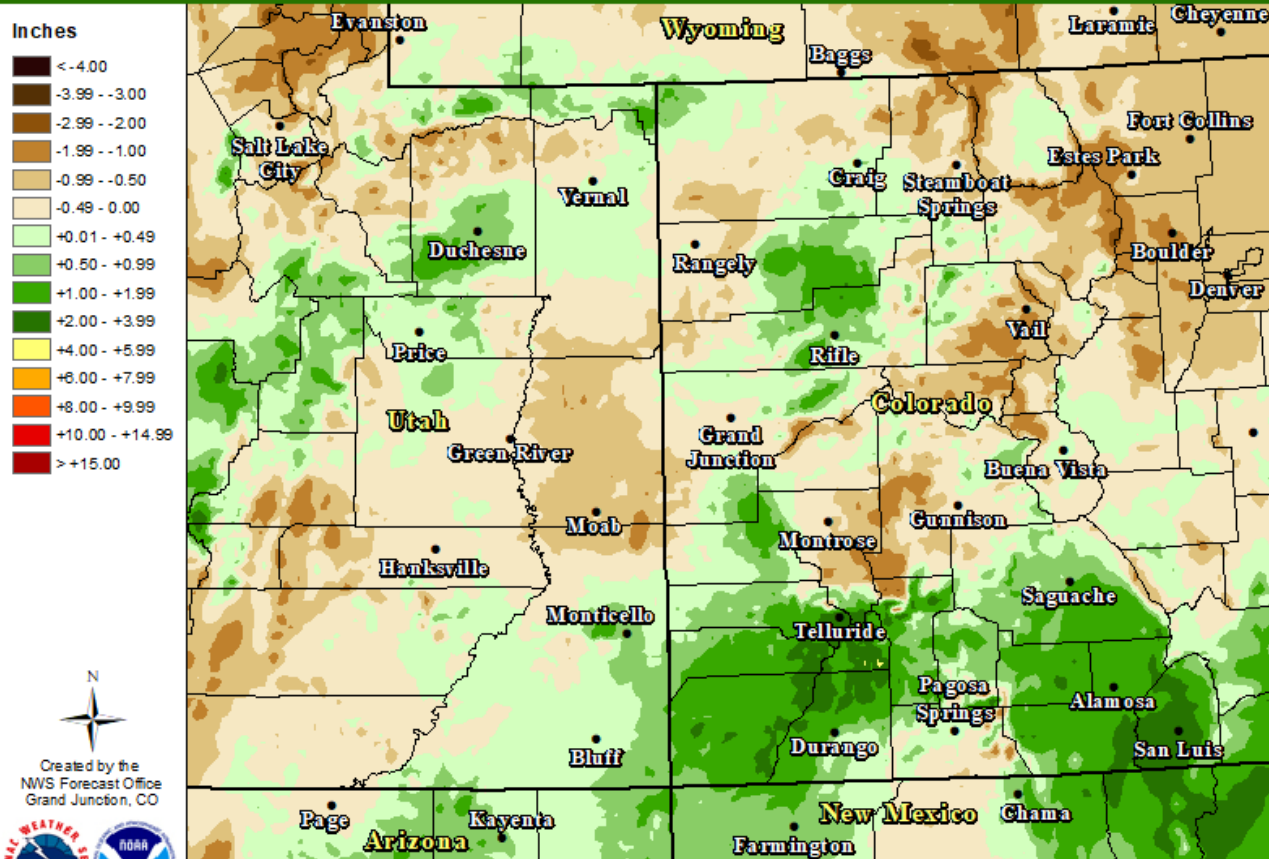 Inches
< -4.00
-3.99 - -3.00
-2.99 - -2.00
-1.99 - -1.00
-0.99 - -0.50
-0.49 - 0.00
+0.01 - +0.49
+0.50 - +0.99
+1.00 - +1.99
+2.00 - +3.99
+4.00 - +5.99
+6.00 - +7.99
+8.00 - +9.99
+10.00 - +14.99
> +15.00
N
Created by the
NWS Forecast Office
Grand Junction, CO
WEATHER
NOAA
Evanston
Wyoming
Baggs
Laramie
Cheyenne
Salt Lake
City
Vernal
Craig
Steamboat
Springs
Estes Park
Fort Collins
Duchesne
Rangely
Boulder
Denver
Price
Rifle
Vail
Utah
Colorado
Green River
Grand
Junction
Buena Vista
Moab
Montrose
Gunnison
Hanksville
Monticello
Telluride
Saguache
Pagosa
Springs
Alamosa
Bluff
Durango
San Luis
Page
Arizona
Kayenta
New Mexico
Chama
Farmington